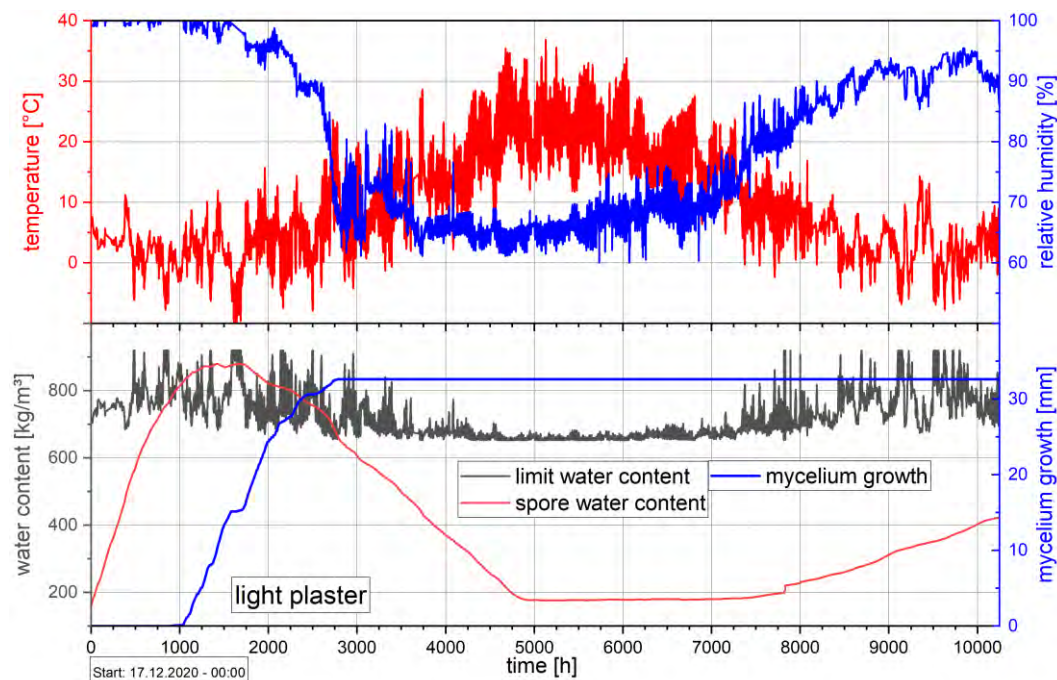 40
30
20
10
0
temperature [°C]
100
90
80
70
60
relative humidity [%]
800
600
400
200
water content [kg/m³]
30
20
10
0
mycelium growth [mm]
limit water content
spore water content
mycelium growth
light plaster
0 1000 2000 3000 4000 5000 6000 7000 8000 9000 10000
time [h]
Start: 17.12.2020 - 00:00